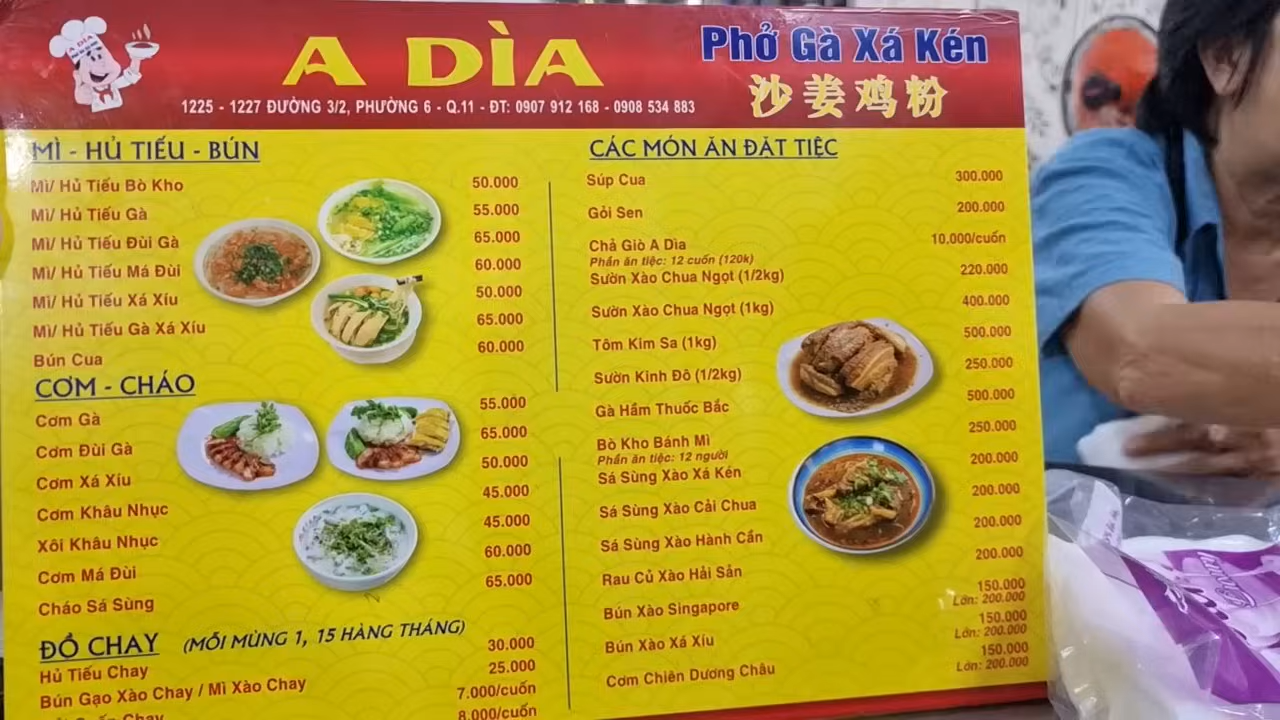 A DÌA
1225 - 1227 ĐƯỜNG 3/2, PHƯỜNG 6 - Q.11 - ĐT: 0907 912 168 - 0908 534 883
Phở Gà Xá Kén
沙姜鸡粉
MÌ - HỦ TIẾU - BÚN
Mì/ Hủ Tiếu Bò Kho 50.000
Mì/ Hủ Tiếu Gà 55.000
Mì/ Hủ Tiếu Đùi Gà 65.000
Mì/ Hủ Tiếu Má Đùi 60.000
Mì/ Hủ Tiếu Xá Xíu 50.000
Mì/ Hủ Tiếu Gà Xá Xíu 65.000
Bún Cua 60.000
CƠM - CHÁO
Cơm Gà 55.000
Cơm Đùi Gà 65.000
Cơm Xá Xíu 50.000
Cơm Khâu Nhục 45.000
Xôi Khâu Nhục 45.000
Cơm Má Đùi 60.000
Cháo Sá Sùng 65.000
ĐỒ CHAY (MỖI MÙNG 1, 15 HÀNG THÁNG)
Hủ Tiếu Chay 30.000
Bún Gạo Xào Chay / Mì Xào Chay 25.000
Cuốn Chay 7.000/cuốn
8.000/cuốn
CÁC MÓN ĂN ĐẶT TIỆC
Súp Cua 300.000
Gỏi Sen 200.000
Chả Giò A Dìa 10.000/cuốn
Phần ăn tiệc: 12 cuốn (120k)
Sườn Xào Chua Ngọt (1/2kg) 220.000
Sườn Xào Chua Ngọt (1kg) 400.000
Tôm Kim Sa (1kg) 500.000
Sườn Kinh Đô (1/2kg) 250.000
Gà Hầm Thuốc Bắc 500.000
Bò Kho Bánh Mì 250.000
Phần ăn tiệc: 12 người
Sá Sùng Xào Xá Kén 200.000
Sá Sùng Xào Cải Chua 200.000
Sá Sùng Xào Hành Cần 200.000
Rau Củ Xào Hải Sản 200.000
Bún Xào Singapore 150.000
Lớn: 200.000
Bún Xào Xá Xíu 150.000
Lớn: 200.000
Cơm Chiên Dương Châu 150.000
Lớn: 200.000